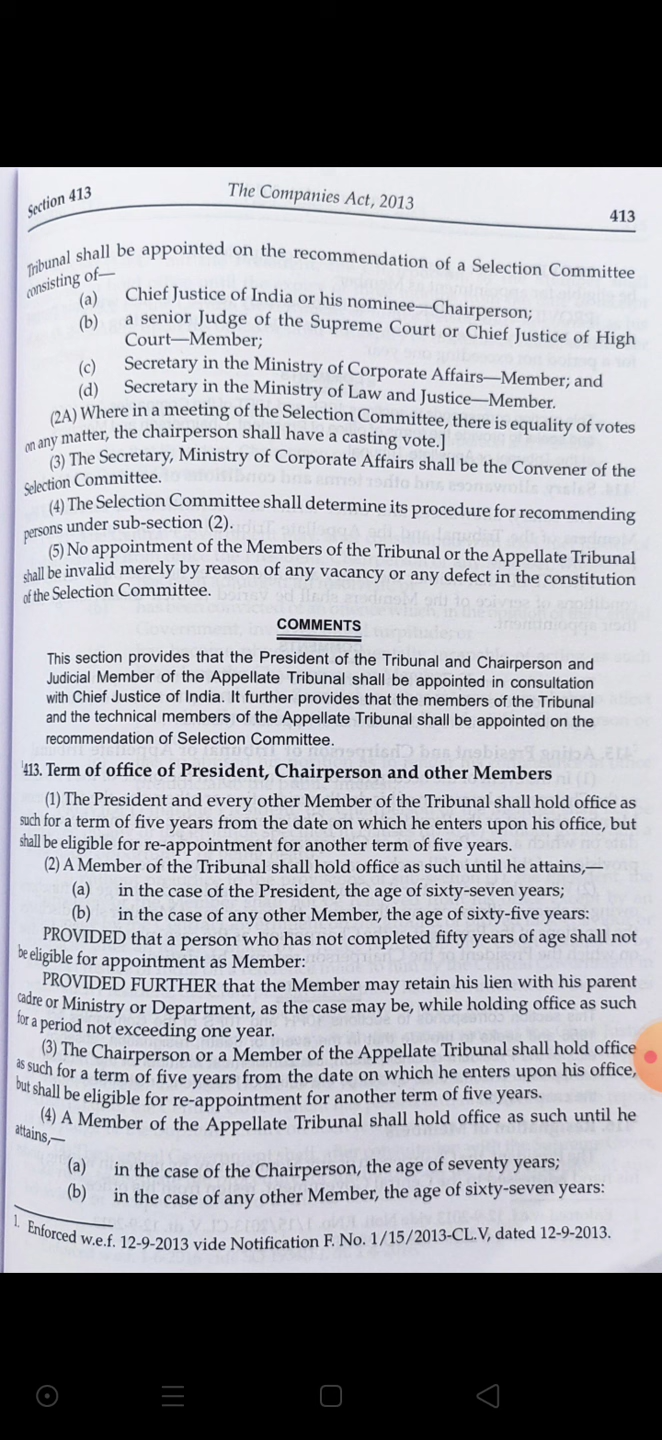 Section 413
The Companies Act, 2013
413
Tribunal shall be appointed on the recommendation of a Selection Committee
consisting of—
(a) Chief Justice of India or his nominee—Chairperson;
(b) a senior Judge of the Supreme Court or Chief Justice of High
Court—Member;
(c) Secretary in the Ministry of Corporate Affairs—Member; and
(d) Secretary in the Ministry of Law and Justice—Member.
(2A) Where in a meeting of the Selection Committee, there is equality of votes
on any matter, the chairperson shall have a casting vote.]
(3) The Secretary, Ministry of Corporate Affairs shall be the Convener of the
Selection Committee.
(4) The Selection Committee shall determine its procedure for recommending
persons under sub-section (2).
(5) No appointment of the Members of the Tribunal or the Appellate Tribunal
shall be invalid merely by reason of any vacancy or any defect in the constitution
of the Selection Committee.
COMMENTS
This section provides that the President of the Tribunal and Chairperson and
Judicial Member of the Appellate Tribunal shall be appointed in consultation
with Chief Justice of India. It further provides that the members of the Tribunal
and the technical members of the Appellate Tribunal shall be appointed on the
recommendation of Selection Committee.
¹413. Term of office of President, Chairperson and other Members
(1) The President and every other Member of the Tribunal shall hold office as
such for a term of five years from the date on which he enters upon his office, but
shall be eligible for re-appointment for another term of five years.
(2) A Member of the Tribunal shall hold office as such until he attains,—
(a) in the case of the President, the age of sixty-seven years;
(b) in the case of any other Member, the age of sixty-five years:
PROVIDED that a person who has not completed fifty years of age shall not
be eligible for appointment as Member:
PROVIDED FURTHER that the Member may retain his lien with his parent
cadre or Ministry or Department, as the case may be, while holding office as such
for a period not exceeding one year.
(3) The Chairperson or a Member of the Appellate Tribunal shall hold office
as such for a term of five years from the date on which he enters upon his office,
but shall be eligible for re-appointment for another term of five years.
(4) A Member of the Appellate Tribunal shall hold office as such until he
attains,—
(a) in the case of the Chairperson, the age of seventy years;
(b) in the case of any other Member, the age of sixty-seven years:
1. Enforced w.e.f. 12-9-2013 vide Notification F. No. 1/15/2013-CL.V, dated 12-9-2013.